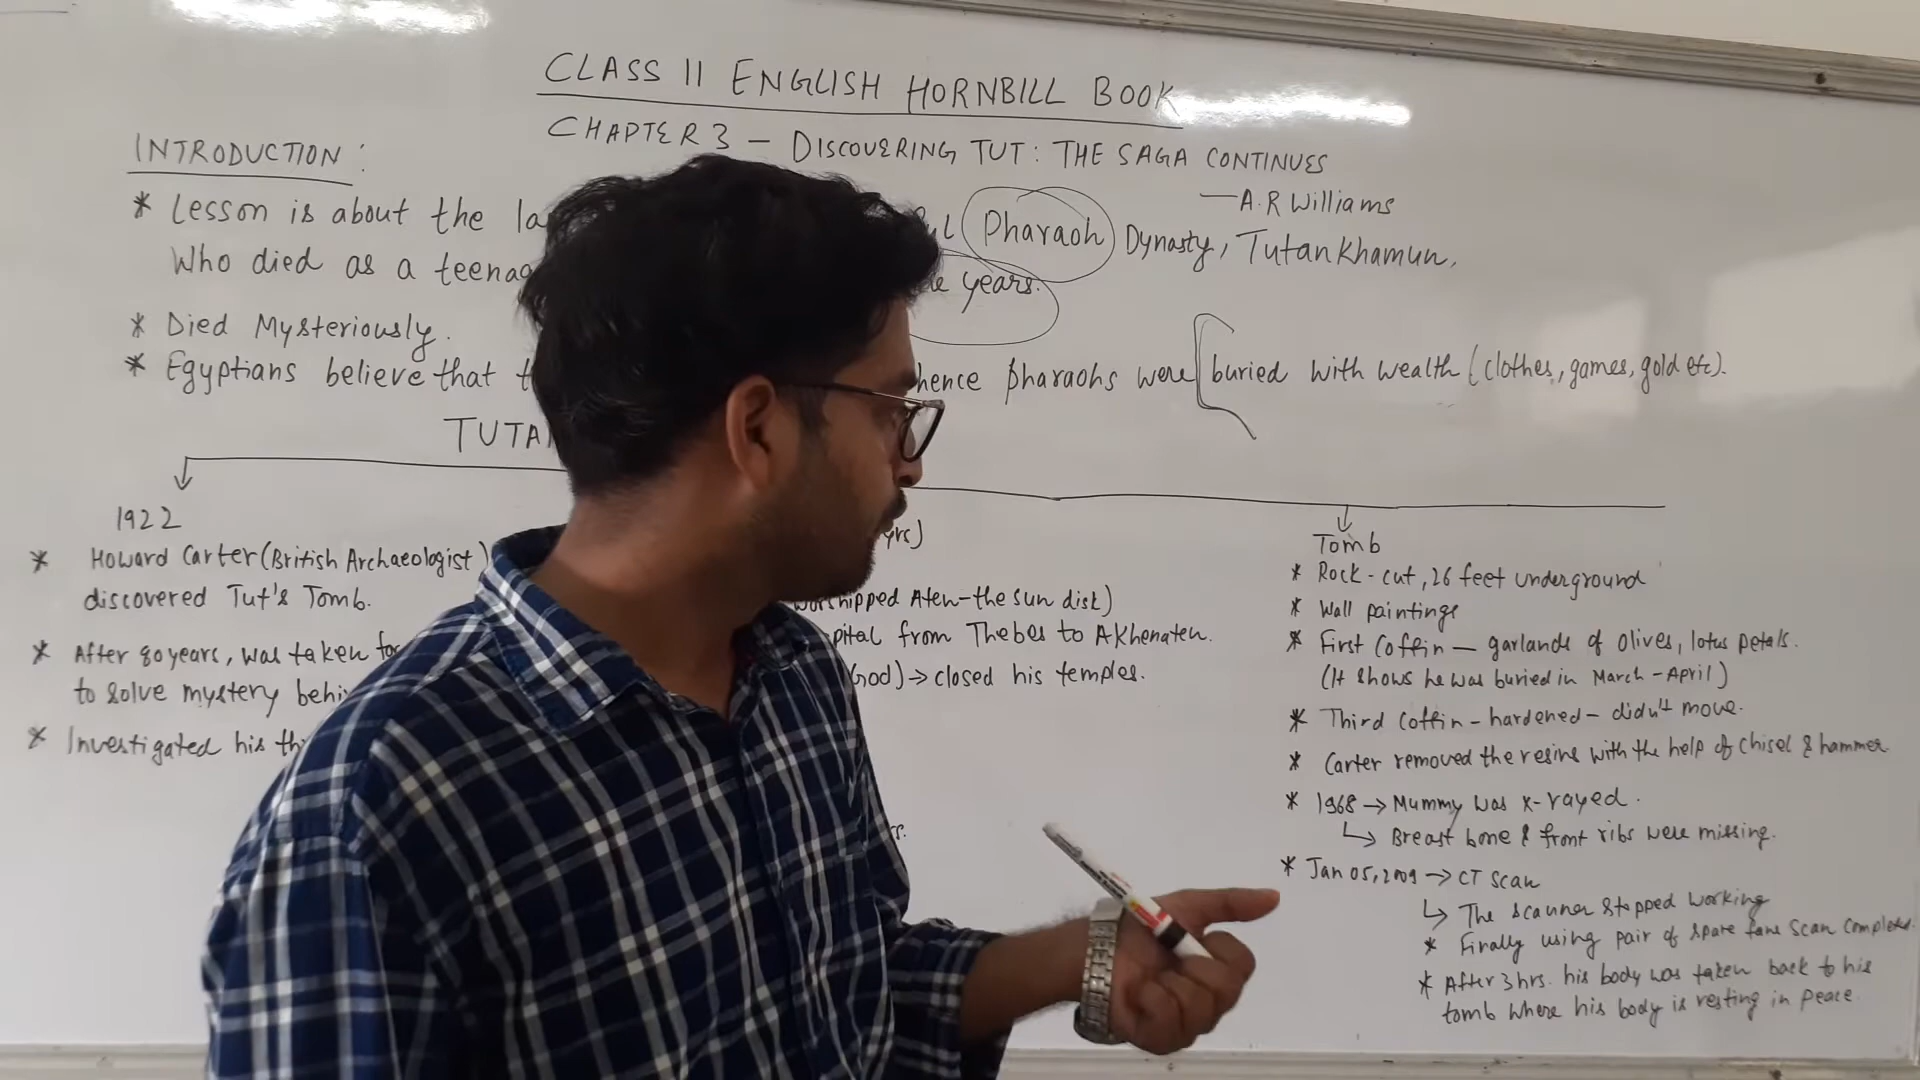 CLASS 11 ENGLISH HORNBILL BOOK
CHAPTER 3 – DISCOVERING TUT: THE SAGA CONTINUES
— A.R Williams
INTRODUCTION:
* Lesson is about the Pharaoh Dynasty, Tutankhamun,
Who died as a years.
* Died Mysteriously.
* Egyptians believe that hence pharaohs were buried with wealth (clothes, games, gold etc).
1922
* Howard Carter (British Archaeologist)
discovered Tut's Tomb.
* After 80 years, was taken
to solve mystery
* Investigated his
yrs)
worshipped Aten – the sun disk)
from Thebes to Akhenaten.
God) → closed his temples.
Tomb
* Rock-cut, 26 feet underground
* Wall paintings
* First Coffin — garlands of olives, lotus petals.
(It shows he was buried in March-April)
* Third Coffin – hardened – didn't move.
* Carter removed the resins with the help of chisel & hammer
* 1968 → Mummy was X-rayed.
↳ Breast bone & front ribs were missing.
* Jan 05, → CT scan
↳ The scanner stopped working
* Finally using pair of spare fans scan
* After 3 hrs. his body was taken back to his
tomb where his body is resting in peace.